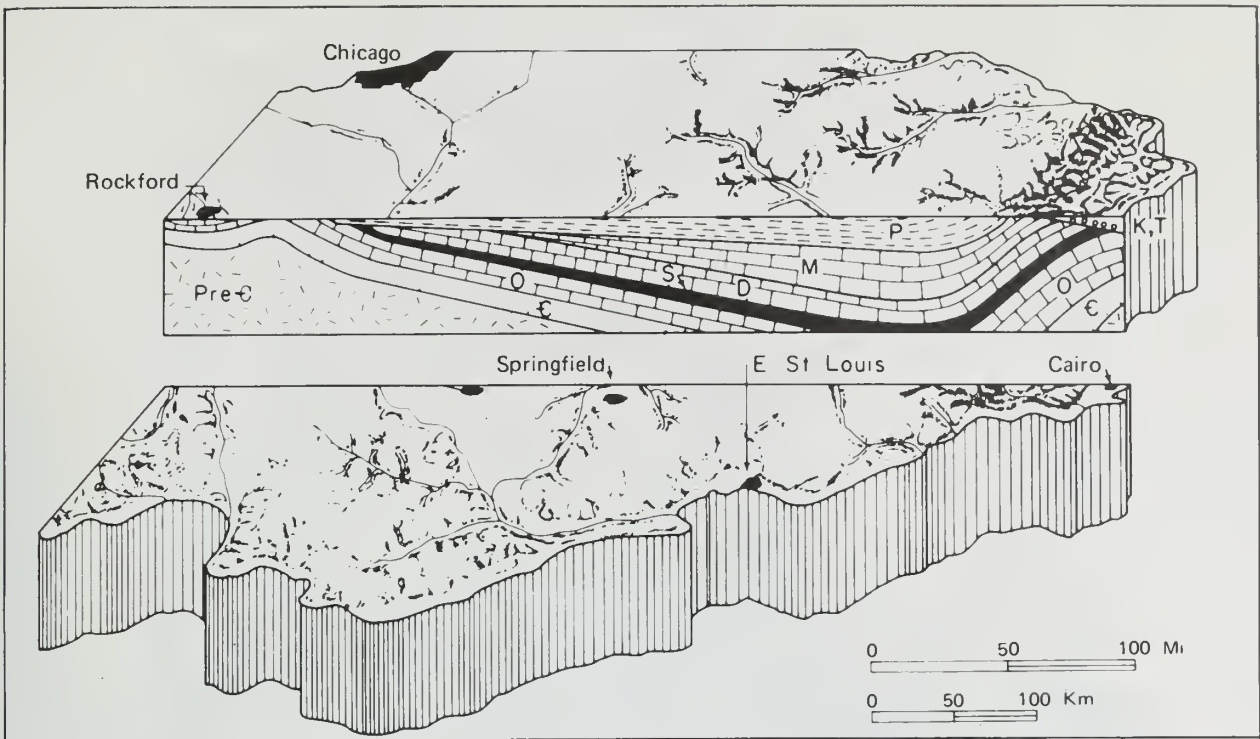 Chicago
Rockford
P
K,T
M
S
D
O
O
Pre-Є
Є
Є
Springfield
E St Louis
Cairo
0 50 100 Mi
0 50 100 Km